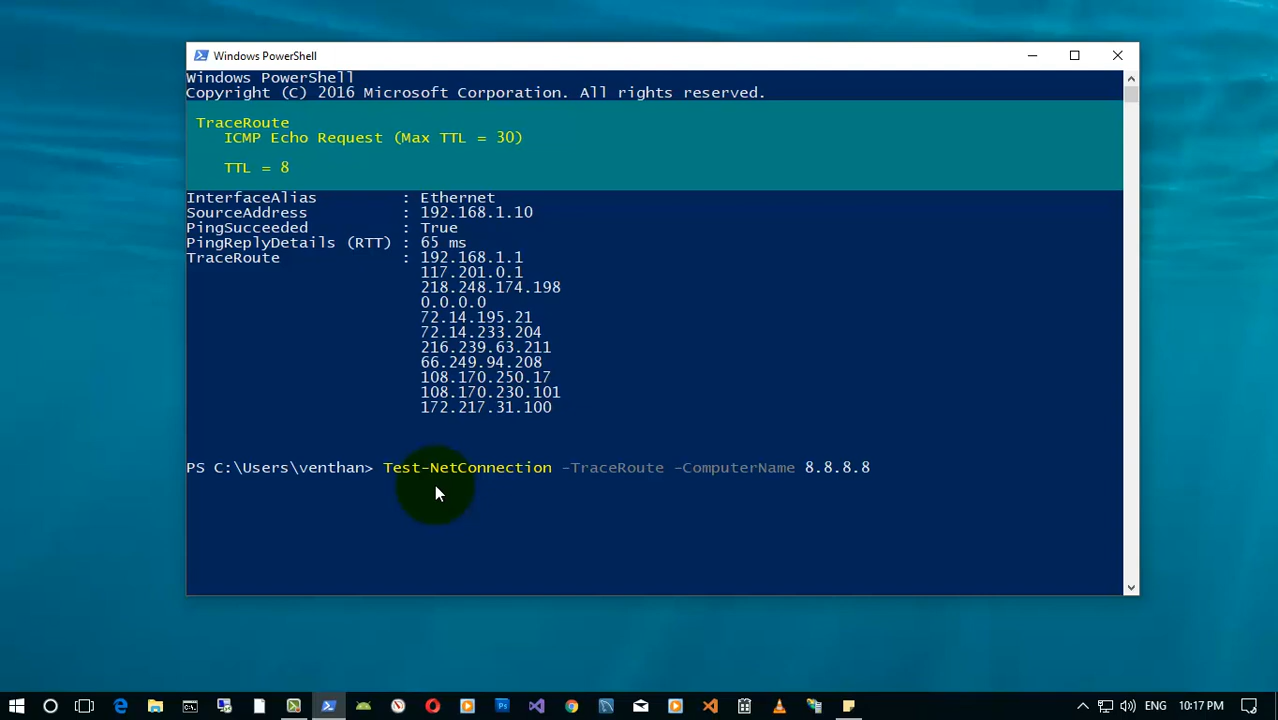 Windows PowerShell
Windows PowerShell
Copyright (C) 2016 Microsoft Corporation. All rights reserved.
TraceRoute
ICMP Echo Request (Max TTL = 30)
TTL = 8
InterfaceAlias : Ethernet
SourceAddress : 192.168.1.10
PingSucceeded : True
PingReplyDetails (RTT) : 65 ms
TraceRoute : 192.168.1.1
117.201.0.1
218.248.174.198
0.0.0.0
72.14.195.21
72.14.233.204
216.239.63.211
66.249.94.208
108.170.250.17
108.170.230.101
172.217.31.100
PS C:\Users\venthan> Test-NetConnection -TraceRoute -ComputerName 8.8.8.8
ENG 10:17 PM